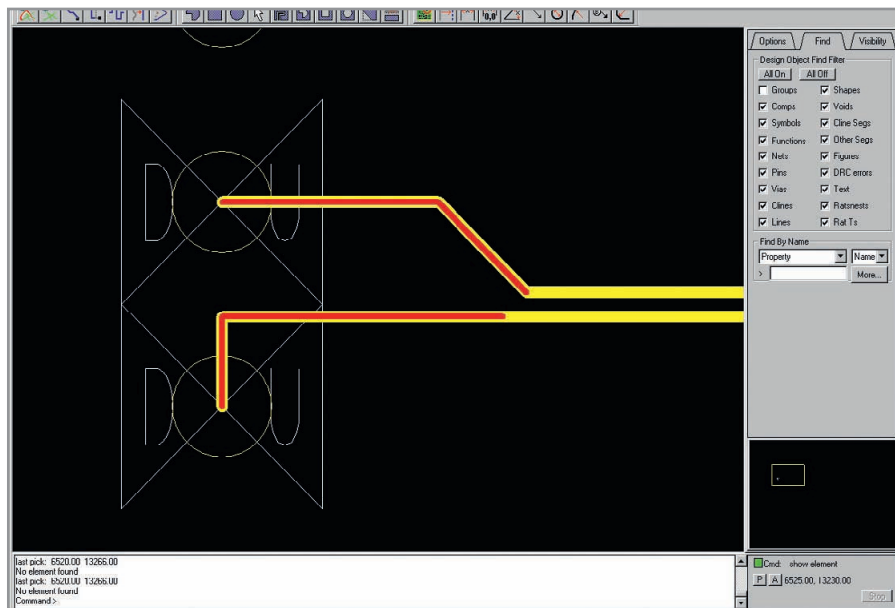 0,0
Options Find Visibility
Design Object Find Filter
All On All Off
Groups Shapes
Comps Voids
Symbols Cline Segs
Functions Other Segs
Nets Figures
Pins DRC errors
Vias Text
Clines Ratsnests
Lines Rat Ts
Find By Name
Property Name
> More...
D U
D U
last pick: 6520.00 13266.00
No element found
last pick: 6520.00 13266.00
No element found
Command >
Cmd: show element
P A 6525.00, 13230.00
Stop